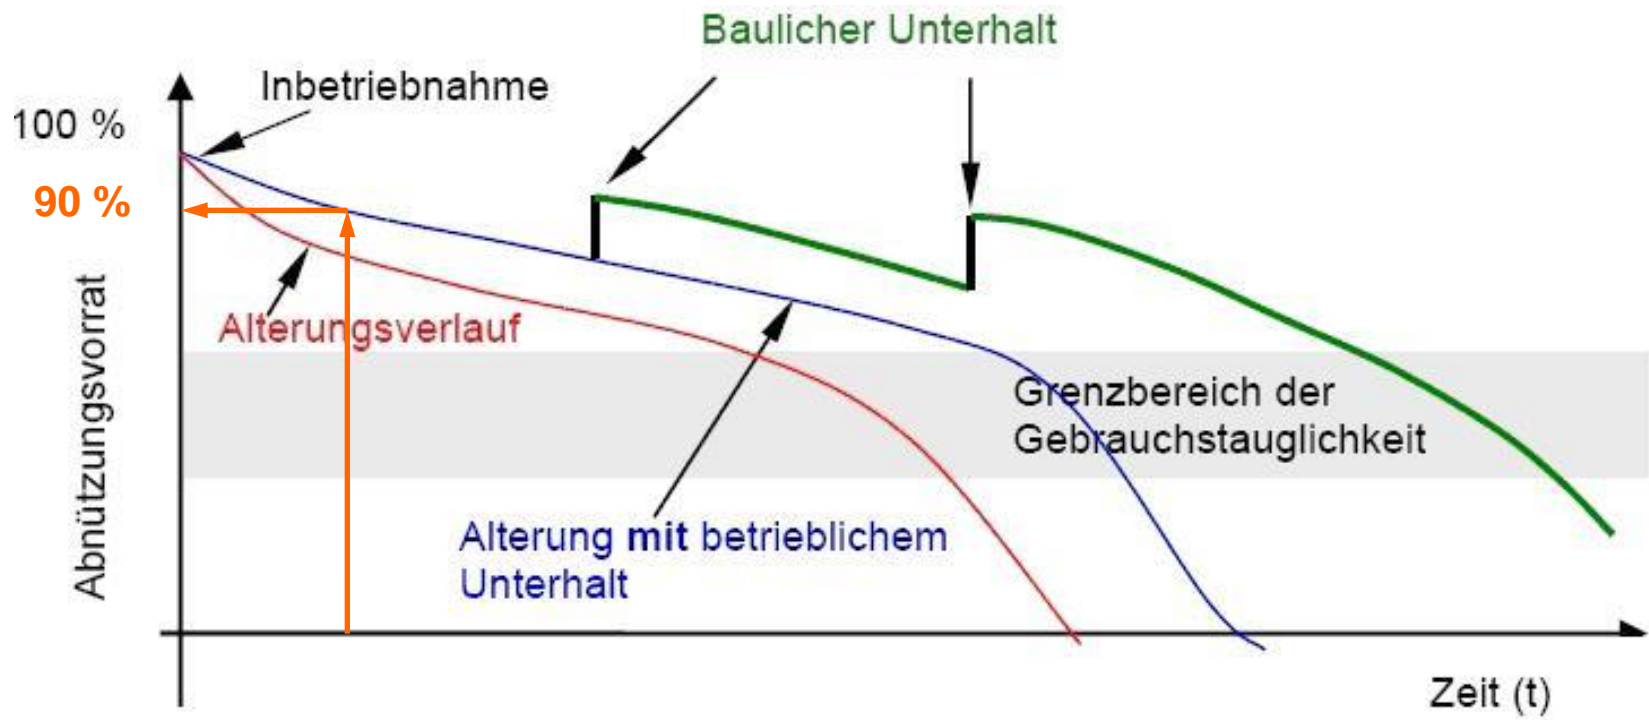 Baulicher Unterhalt
Inbetriebnahme
100 %
90 %
Abnützungsvorrat
Alterungsverlauf
Grenzbereich der
Gebrauchstauglichkeit
Alterung mit betrieblichem
Unterhalt
Zeit (t)